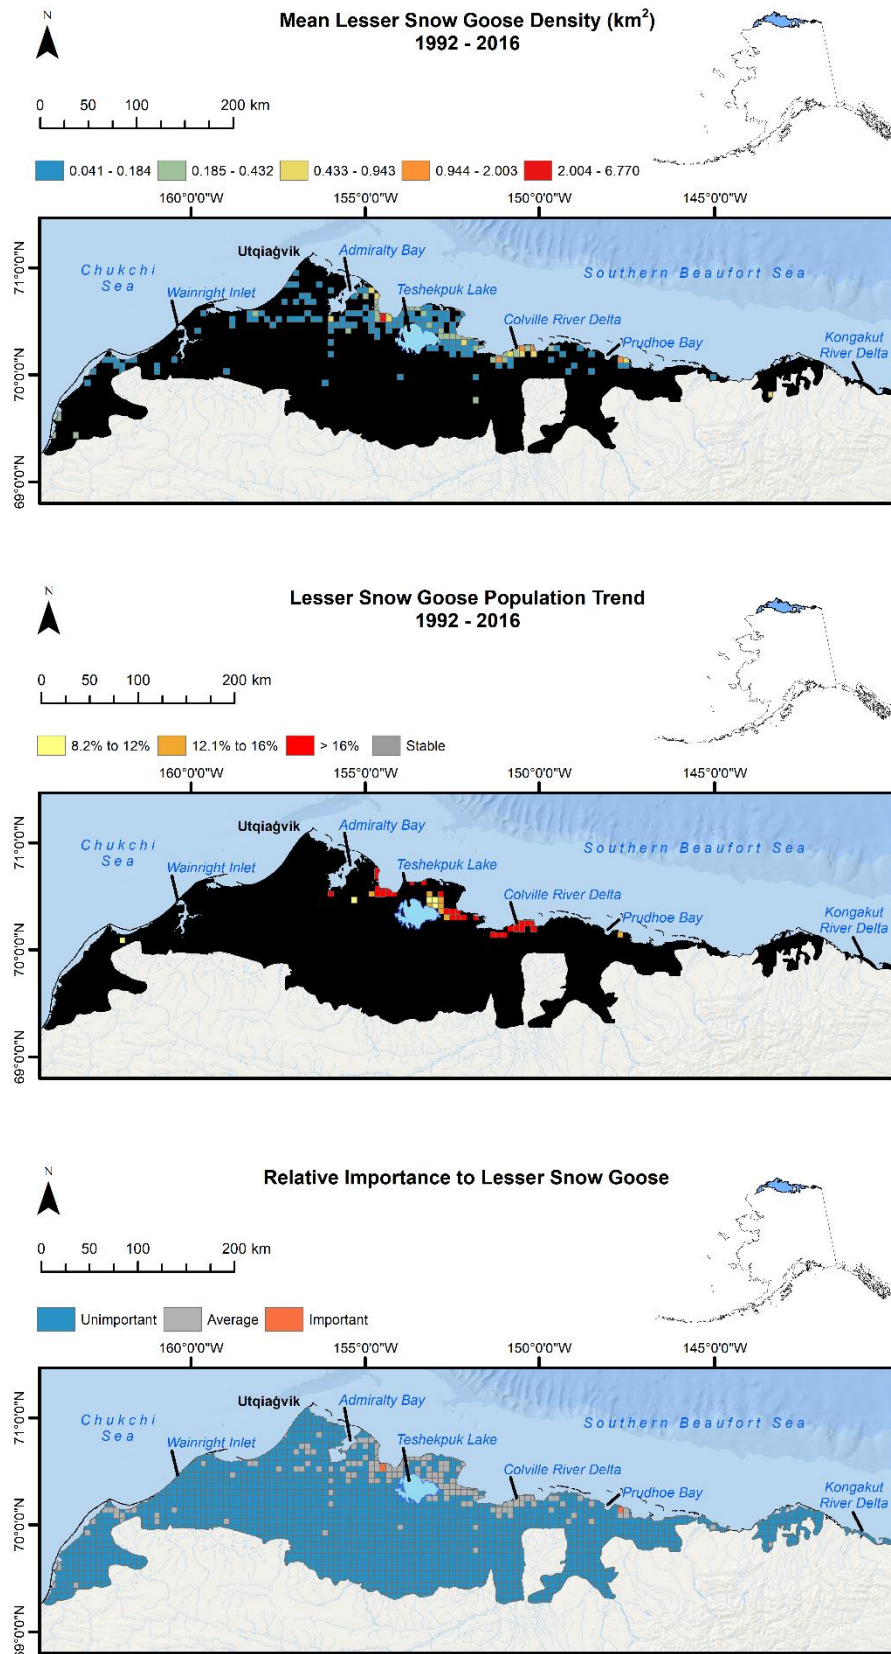 N
Mean Lesser Snow Goose Density (km²)
1992 - 2016
0 50 100 200 km
0.041 - 0.184 0.185 - 0.432 0.433 - 0.943 0.944 - 2.003 2.004 - 6.770
160°0'0"W 155°0'0"W 150°0'0"W 145°0'0"W
71°0'0"N
70°0'0"N
69°0'0"N
Utqiaġvik
Admiralty Bay
Chukchi
Sea
Southern Beaufort Sea
Wainright Inlet
Teshekpuk Lake
Colville River Delta
Prudhoe Bay
Kongakut
River Delta
N
Lesser Snow Goose Population Trend
1992 - 2016
0 50 100 200 km
8.2% to 12% 12.1% to 16% > 16% Stable
160°0'0"W 155°0'0"W 150°0'0"W 145°0'0"W
71°0'0"N
70°0'0"N
69°0'0"N
Utqiaġvik
Admiralty Bay
Chukchi
Sea
Southern Beaufort Sea
Wainright Inlet
Teshekpuk Lake
Colville River Delta
Prudhoe Bay
Kongakut
River Delta
N
Relative Importance to Lesser Snow Goose
0 50 100 200 km
Unimportant Average Important
160°0'0"W 155°0'0"W 150°0'0"W 145°0'0"W
71°0'0"N
70°0'0"N
69°0'0"N
Utqiaġvik
Admiralty Bay
Chukchi
Sea
Southern Beaufort Sea
Wainright Inlet
Teshekpuk Lake
Colville River Delta
Prudhoe Bay
Kongakut
River Delta